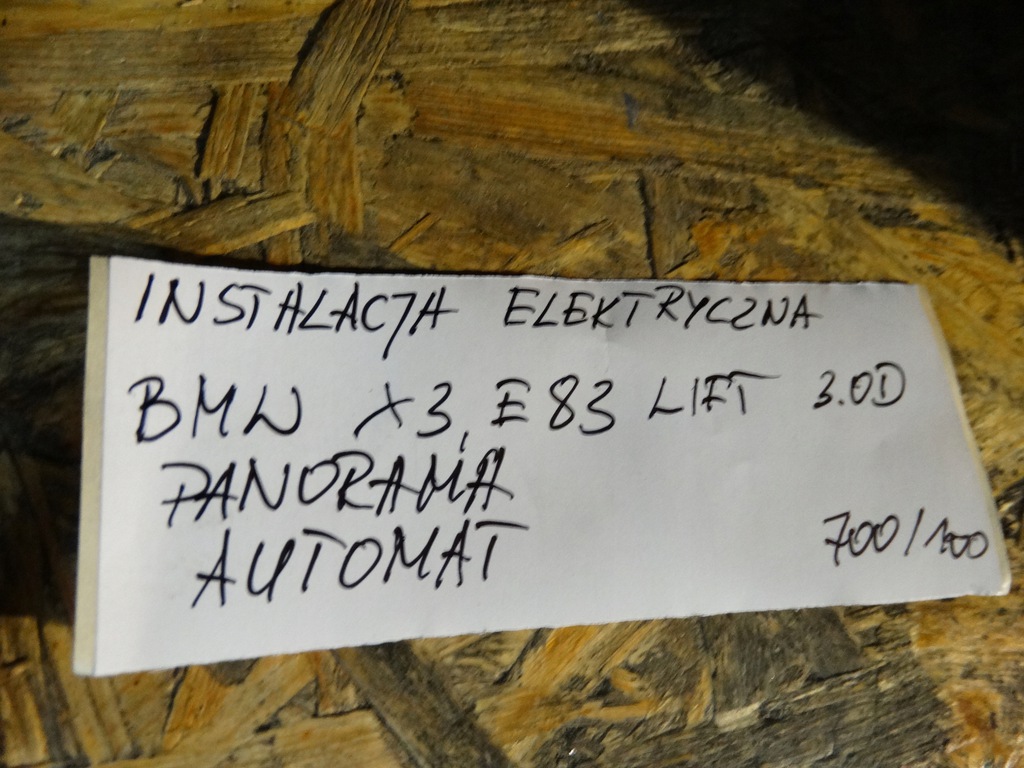 INSTALACJA ELEKTRYCZNA
BMW X3, E83 LIFT 3.0D
PANORAMA
AUTOMAT
700/100